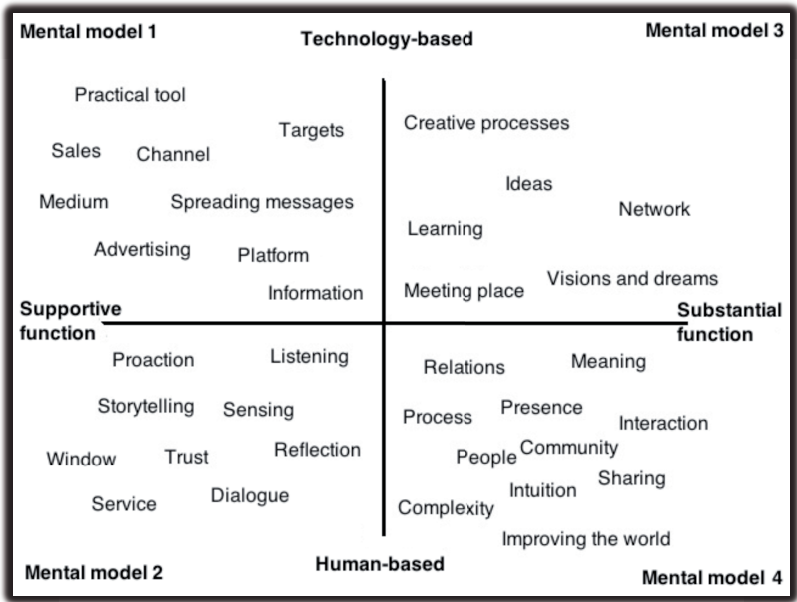 Mental model 1
Technology-based
Mental model 3
Practical tool
Targets
Creative processes
Sales
Channel
Ideas
Medium
Spreading messages
Network
Learning
Advertising
Platform
Visions and dreams
Information
Meeting place
Supportive
function
Substantial
function
Proaction
Listening
Relations
Meaning
Storytelling
Sensing
Process
Presence
Interaction
Window
Trust
Reflection
People
Community
Sharing
Service
Dialogue
Intuition
Complexity
Improving the world
Mental model 2
Human-based
Mental model 4